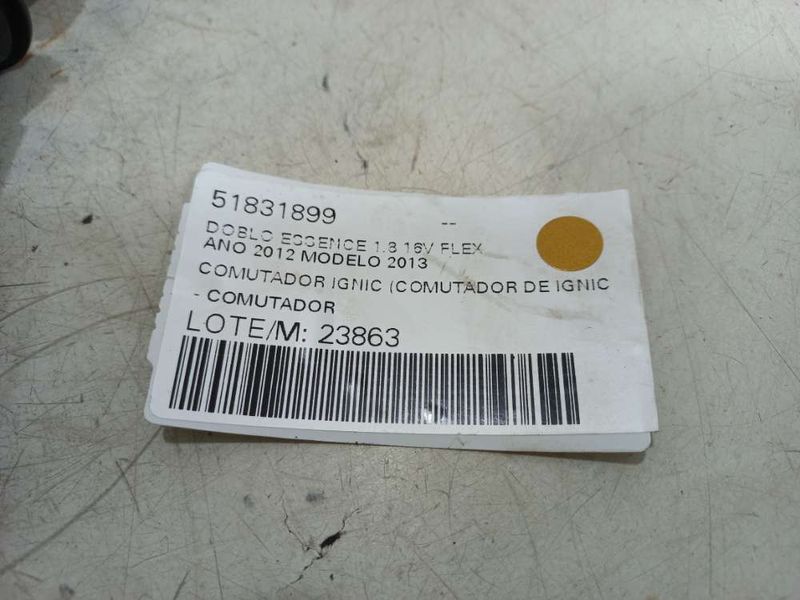 51831899 --
DOBLO ESSENCE 1.8 16V FLEX
ANO 2012 MODELO 2013
COMUTADOR IGNIC (COMUTADOR DE IGNIC
- COMUTADOR
LOTE/M: 23863